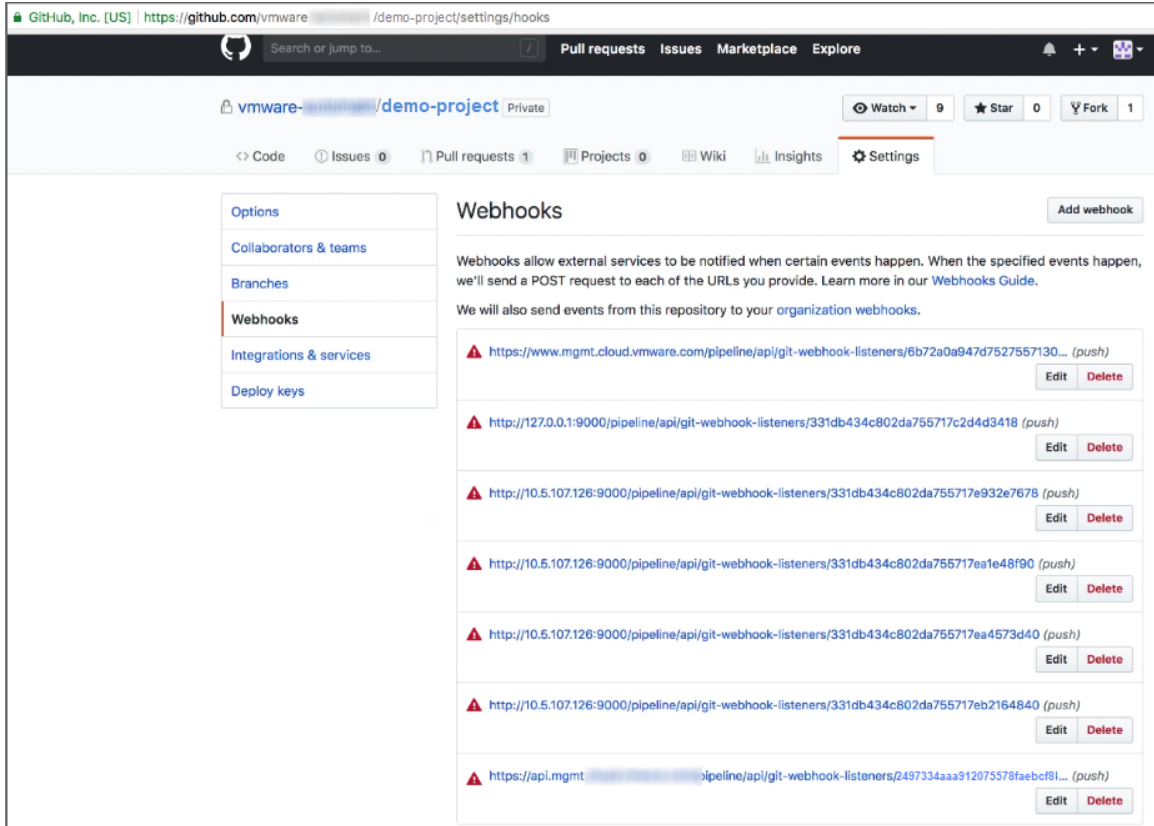 GitHub, Inc. [US] https://github.com/vmware /demo-project/settings/hooks
Search or jump to... / Pull requests Issues Marketplace Explore
vmware- /demo-project Private Watch 9 Star 0 Fork 1
<> Code Issues 0 Pull requests 1 Projects 0 Wiki Insights Settings
Options
Collaborators & teams
Branches
Webhooks
Integrations & services
Deploy keys
Webhooks Add webhook
Webhooks allow external services to be notified when certain events happen. When the specified events happen,
we'll send a POST request to each of the URLs you provide. Learn more in our Webhooks Guide.
We will also send events from this repository to your organization webhooks.
https://www.mgmt.cloud.vmware.com/pipeline/api/git-webhook-listeners/6b72a0a947d7527557130... (push)
Edit Delete
http://127.0.0.1:9000/pipeline/api/git-webhook-listeners/331db434c802da755717c2d4d3418 (push)
Edit Delete
http://10.5.107.126:9000/pipeline/api/git-webhook-listeners/331db434c802da755717e932e7678 (push)
Edit Delete
http://10.5.107.126:9000/pipeline/api/git-webhook-listeners/331db434c802da755717ea1e48f90 (push)
Edit Delete
http://10.5.107.126:9000/pipeline/api/git-webhook-listeners/331db434c802da755717ea4573d40 (push)
Edit Delete
http://10.5.107.126:9000/pipeline/api/git-webhook-listeners/331db434c802da755717eb2164840 (push)
Edit Delete
https://api.mgmt pipeline/api/git-webhook-listeners/2497334aaa912075578faebcf8l... (push)
Edit Delete